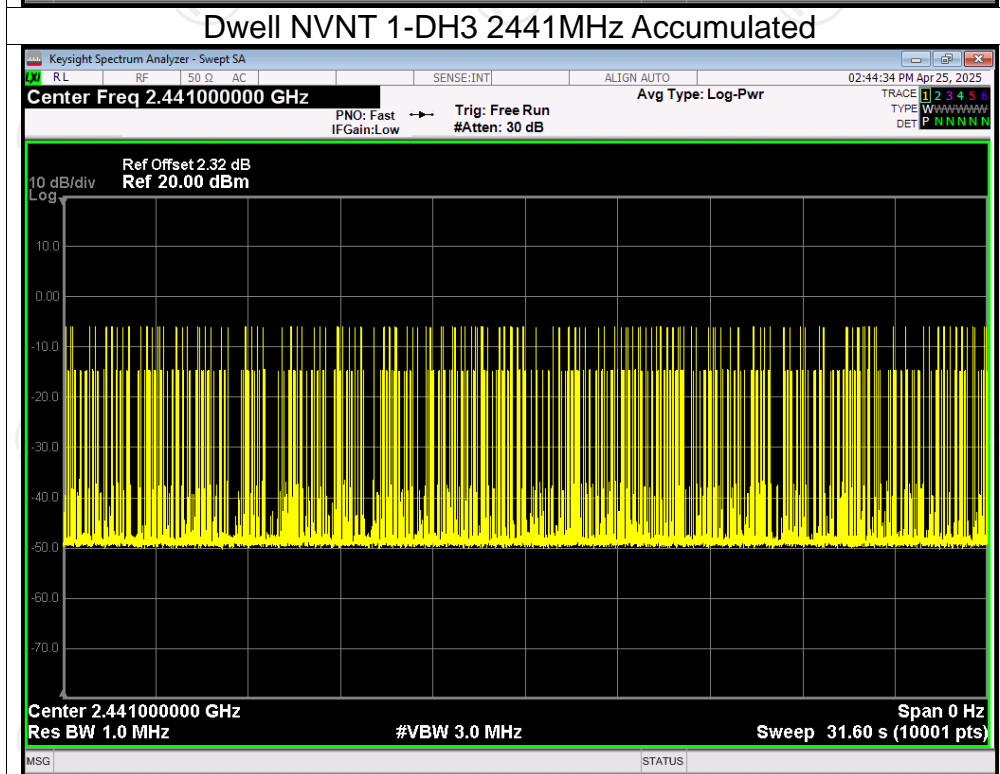 Dwell NVNT 1-DH3 2441MHz Accumulated
Keysight Spectrum Analyzer - Swept SA
LXI RL RF 50 Ω AC SENSE:INT ALIGN AUTO 02:44:34 PM Apr 25, 2025
Center Freq 2.441000000 GHz Avg Type: Log-Pwr TRACE 1 2 3 4 5 6
PNO: Fast Trig: Free Run TYPE WWWWWW
IFGain:Low #Atten: 30 dB DET P N N N N N
Ref Offset 2.32 dB
10 dB/div Ref 20.00 dBm
Log
10.0
0.00
-10.0
-20.0
-30.0
-40.0
-50.0
-60.0
-70.0
Center 2.441000000 GHz Span 0 Hz
Res BW 1.0 MHz #VBW 3.0 MHz Sweep 31.60 s (10001 pts)
MSG STATUS